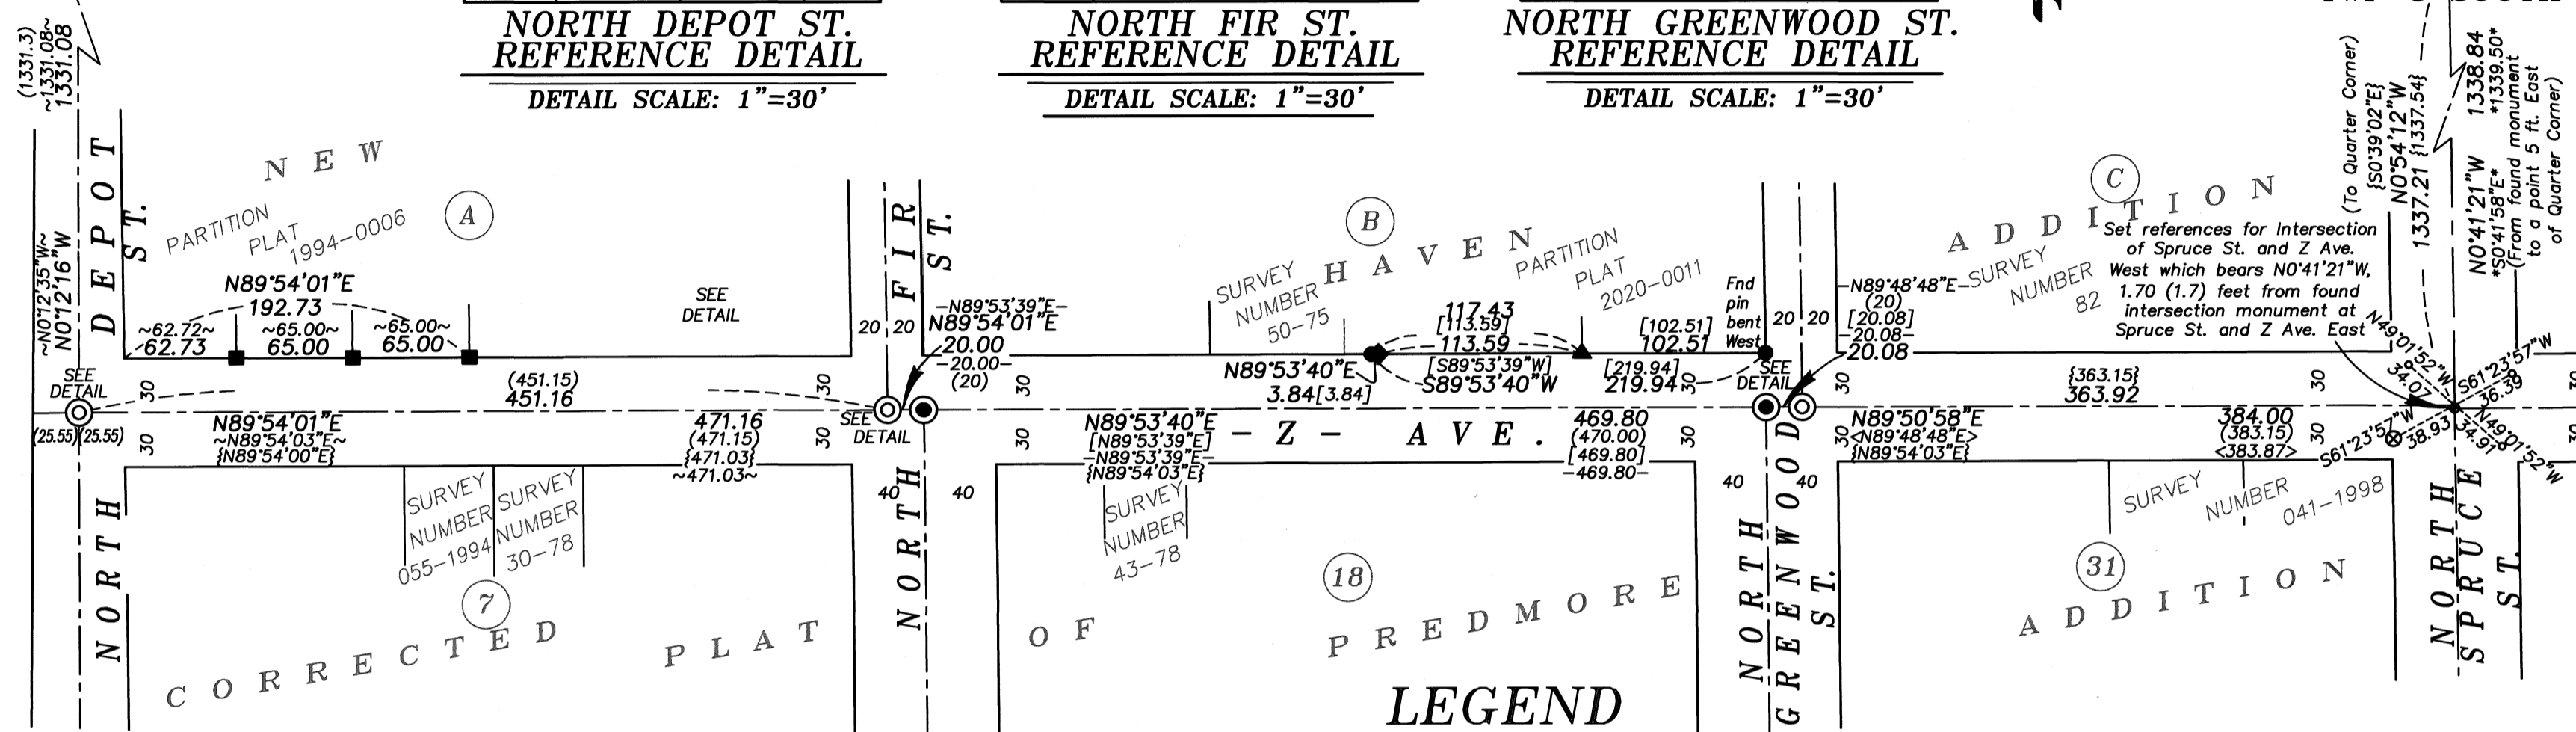 NORTH DEPOT ST.
REFERENCE DETAIL
DETAIL SCALE: 1"=30'
NORTH FIR ST.
REFERENCE DETAIL
DETAIL SCALE: 1"=30'
NORTH GREENWOOD ST.
REFERENCE DETAIL
DETAIL SCALE: 1"=30'
(1331.3)
~1331.08~
1331.08
~N0°12'35"W~
N0°12'16"W
DEPOT
ST.
NORTH
NEW
PARTITION
PLAT
1994-0006
A
N89°54'01"E
192.73
~62.72~
62.73
~65.00~
65.00
~65.00~
65.00
SEE
DETAIL
SEE
DETAIL
30
(451.15)
451.16
30
(25.55)
(25.55)
30
N89°54'01"E
~N89°54'03"E~
{N89°54'00"E}
471.16
(471.15)
{471.03}
~471.03~
30
SEE
DETAIL
SURVEY
NUMBER
055-1994
SURVEY
NUMBER
30-78
7
CORRECTED PLAT
FIR
ST.
NORTH
20
20
-N89°53'39"E-
N89°54'01"E
20.00
-20.00-
(20)
40
40
30
30
B
HAVEN
SURVEY
NUMBER
50-75
PARTITION
PLAT
2020-0011
117.43
[113.59]
113.59
[102.51]
102.51
Fnd
pin
bent
West
N89°53'40"E
3.84[3.84]
[S89°53'39"W]
S89°53'40"W
[219.94]
219.94
30
SEE
DETAIL
N89°53'40"E
[N89°53'39"E]
-N89°53'39"E-
{N89°54'03"E}
-Z- AVE.
469.80
(470.00)
[469.80]
-469.80-
30
SURVEY
NUMBER
43-78
18
OF
PREDMORE
LEGEND
20
20
-N89°48'48"E-
(20)
[20.08]
-20.08-
20.08
40
40
NORTH
GREENWOOD
ST.
30
30
C
ADDITION
SURVEY
NUMBER
82
Set references for Intersection
of Spruce St. and Z Ave.
West which bears N0°41'21"W,
1.70 (1.7) feet from found
intersection monument at
Spruce St. and Z Ave. East
{363.15}
363.92
30
N89°50'58"E
<N89°48'48"E>
{N89°54'03"E}
384.00
(383.15)
<383.87>
30
SURVEY
NUMBER
041-1998
31
ADDITION
(To Quarter Corner)
{S0°39'02"E}
N0°54'12"W
1337.21 {1337.54}
N0°41'21"W 1338.84
*S0°41'58"E* *1339.50*
(From found monument
to a point 5 ft. East
of Quarter Corner)
N49°01'52"W
34.07
S61°23'57"W
36.39
S61°23'57"W
38.93
N49°01'52"W
34.97
30
30
NORTH
SPRUCE
ST.